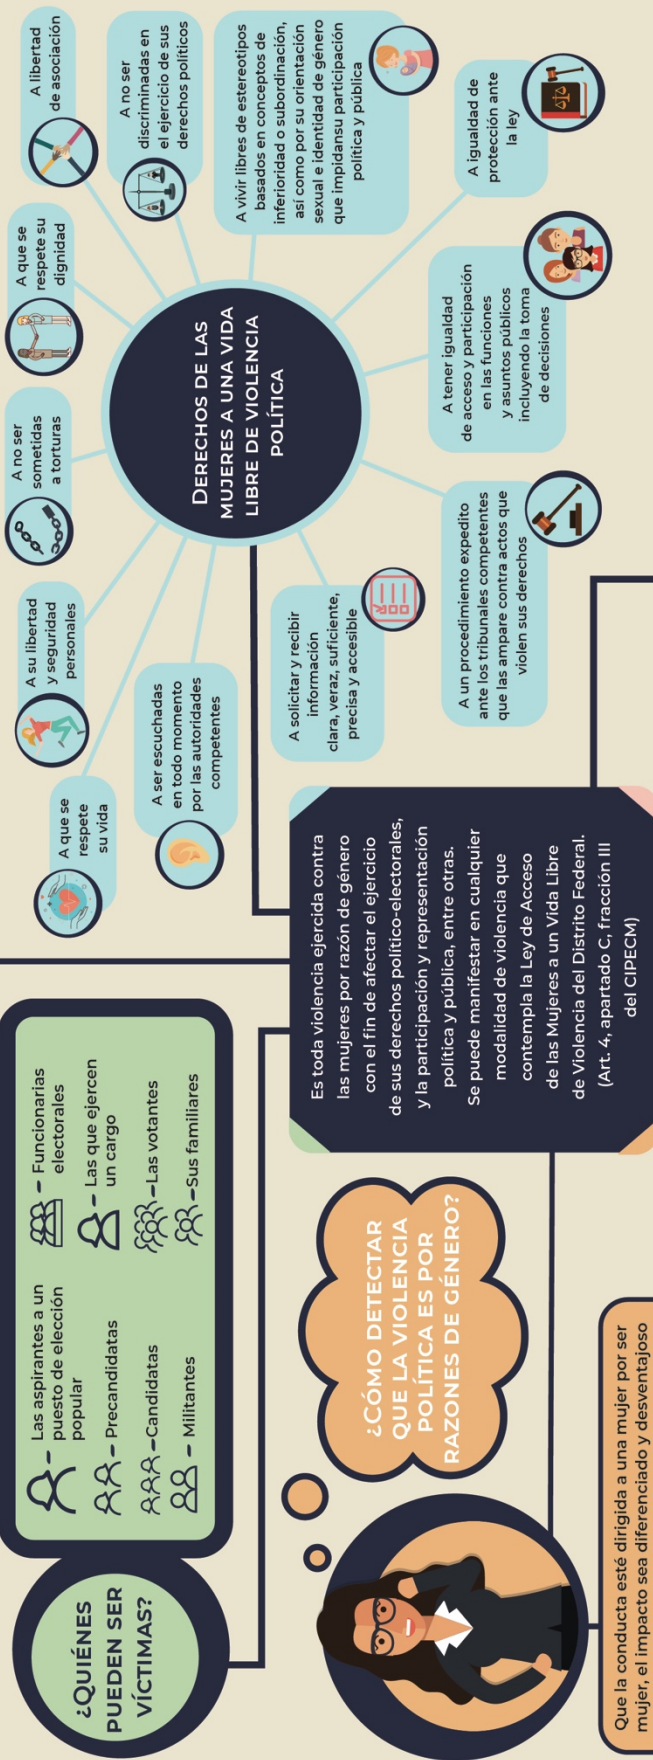 ¿QUIÉNES
PUEDEN SER
VÍCTIMAS?
Las aspirantes a un
puesto de elección
popular
Precandidatas
Candidatas
Militantes
Funcionarias
electorales
Las que ejercen
un cargo
Las votantes
Sus familiares
A que se
respete
su vida
A su libertad
y seguridad
personales
A no ser
sometidas
a torturas
A que se
respete su
dignidad
A libertad
de asociación
A no ser
discriminadas en
el ejercicio de sus
derechos políticos
A vivir libres de estereotipos
basados en conceptos de
inferioridad o subordinación,
así como por su orientación
sexual e identidad de género
que impidansu participación
política y pública
A igualdad de
protección ante
la ley
A tener igualdad
de acceso y participación
en las funciones
y asuntos públicos
incluyendo la toma
de decisiones
A un procedimiento expedito
ante los tribunales competentes
que las ampare contra actos que
violen sus derechos
A solicitar y recibir
información
clara, veraz, suficiente,
precisa y accesible
A ser escuchadas
en todo momento
por las autoridades
competentes
DERECHOS DE LAS
MUJERES A UNA VIDA
LIBRE DE VIOLENCIA
POLÍTICA
Es toda violencia ejercida contra
las mujeres por razón de género
con el fin de afectar el ejercicio
de sus derechos político-electorales,
y la participación y representación
política y pública, entre otras.
Se puede manifestar en cualquier
modalidad de violencia que
contempla la Ley de Acceso
de las Mujeres a un Vida Libre
de Violencia del Distrito Federal.
(Art. 4, apartado C, fracción III
del CIPECM)
¿CÓMO DETECTAR
QUE LA VIOLENCIA
POLÍTICA ES POR
RAZONES DE GÉNERO?
Que la conducta esté dirigida a una mujer por ser
mujer, el impacto sea diferenciado y desventajoso